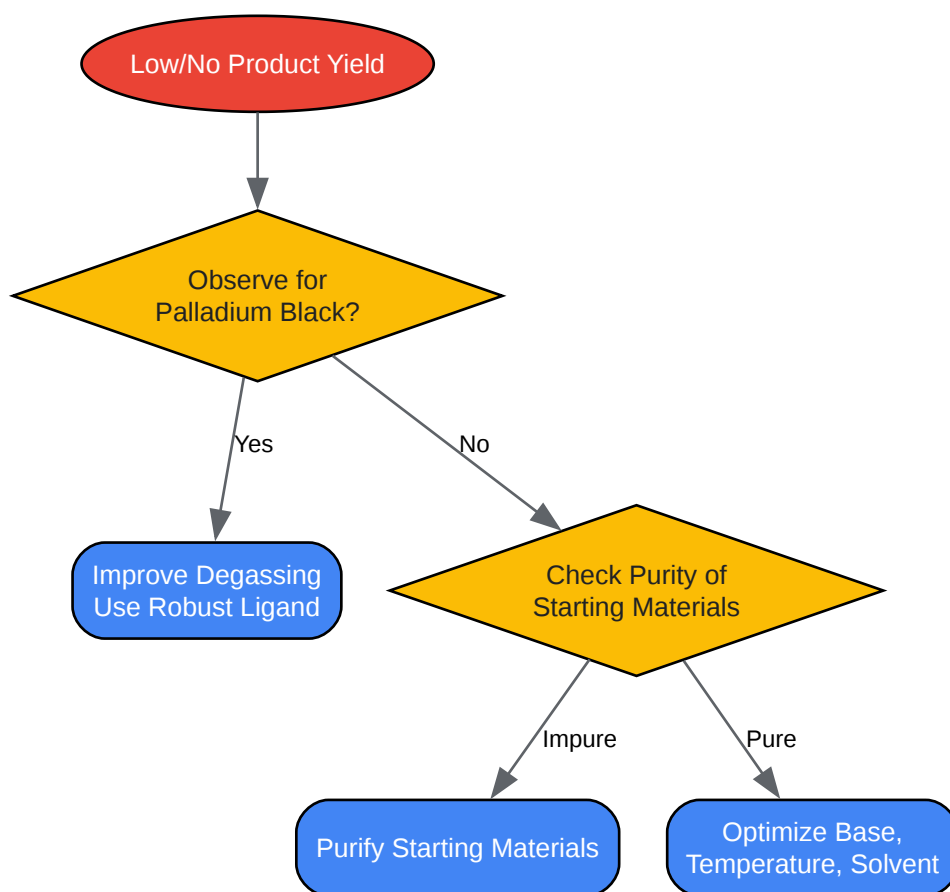 Low/No Product Yield
Observe for
Palladium Black?
Yes
No
Improve Degassing
Use Robust Ligand
Check Purity of
Starting Materials
Impure
Pure
Purify Starting Materials
Optimize Base,
Temperature, Solvent